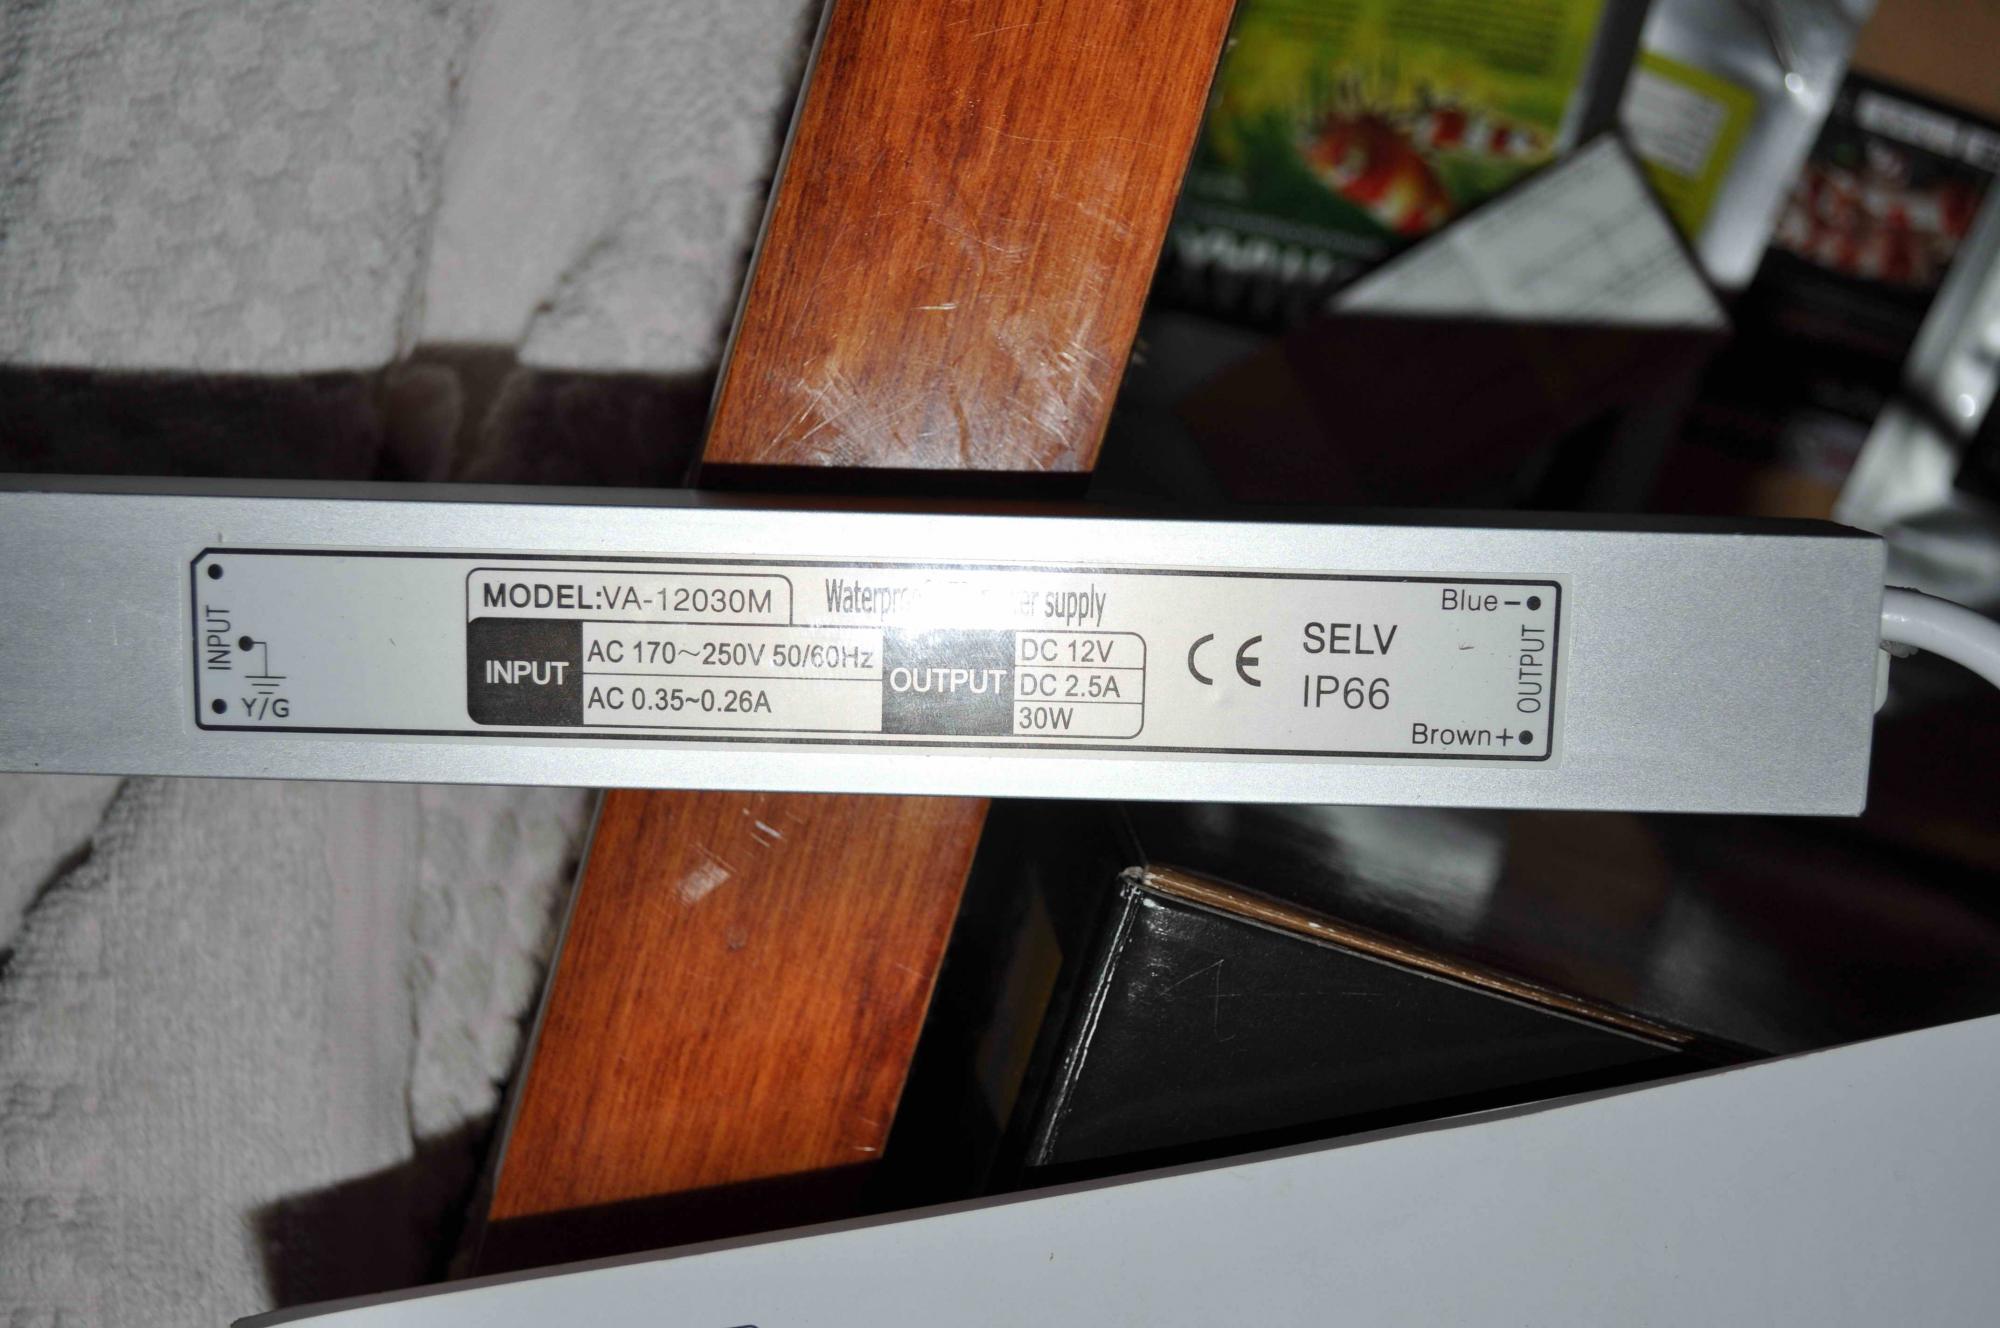 MODEL:VA-12030M
Waterpro supply
INPUT
AC 170~250V 50/60Hz
AC 0.35~0.26A
OUTPUT
DC 12V
DC 2.5A
30W
CE
SELV
IP66
Blue-
Brown+
OUTPUT
INPUT
Y/G